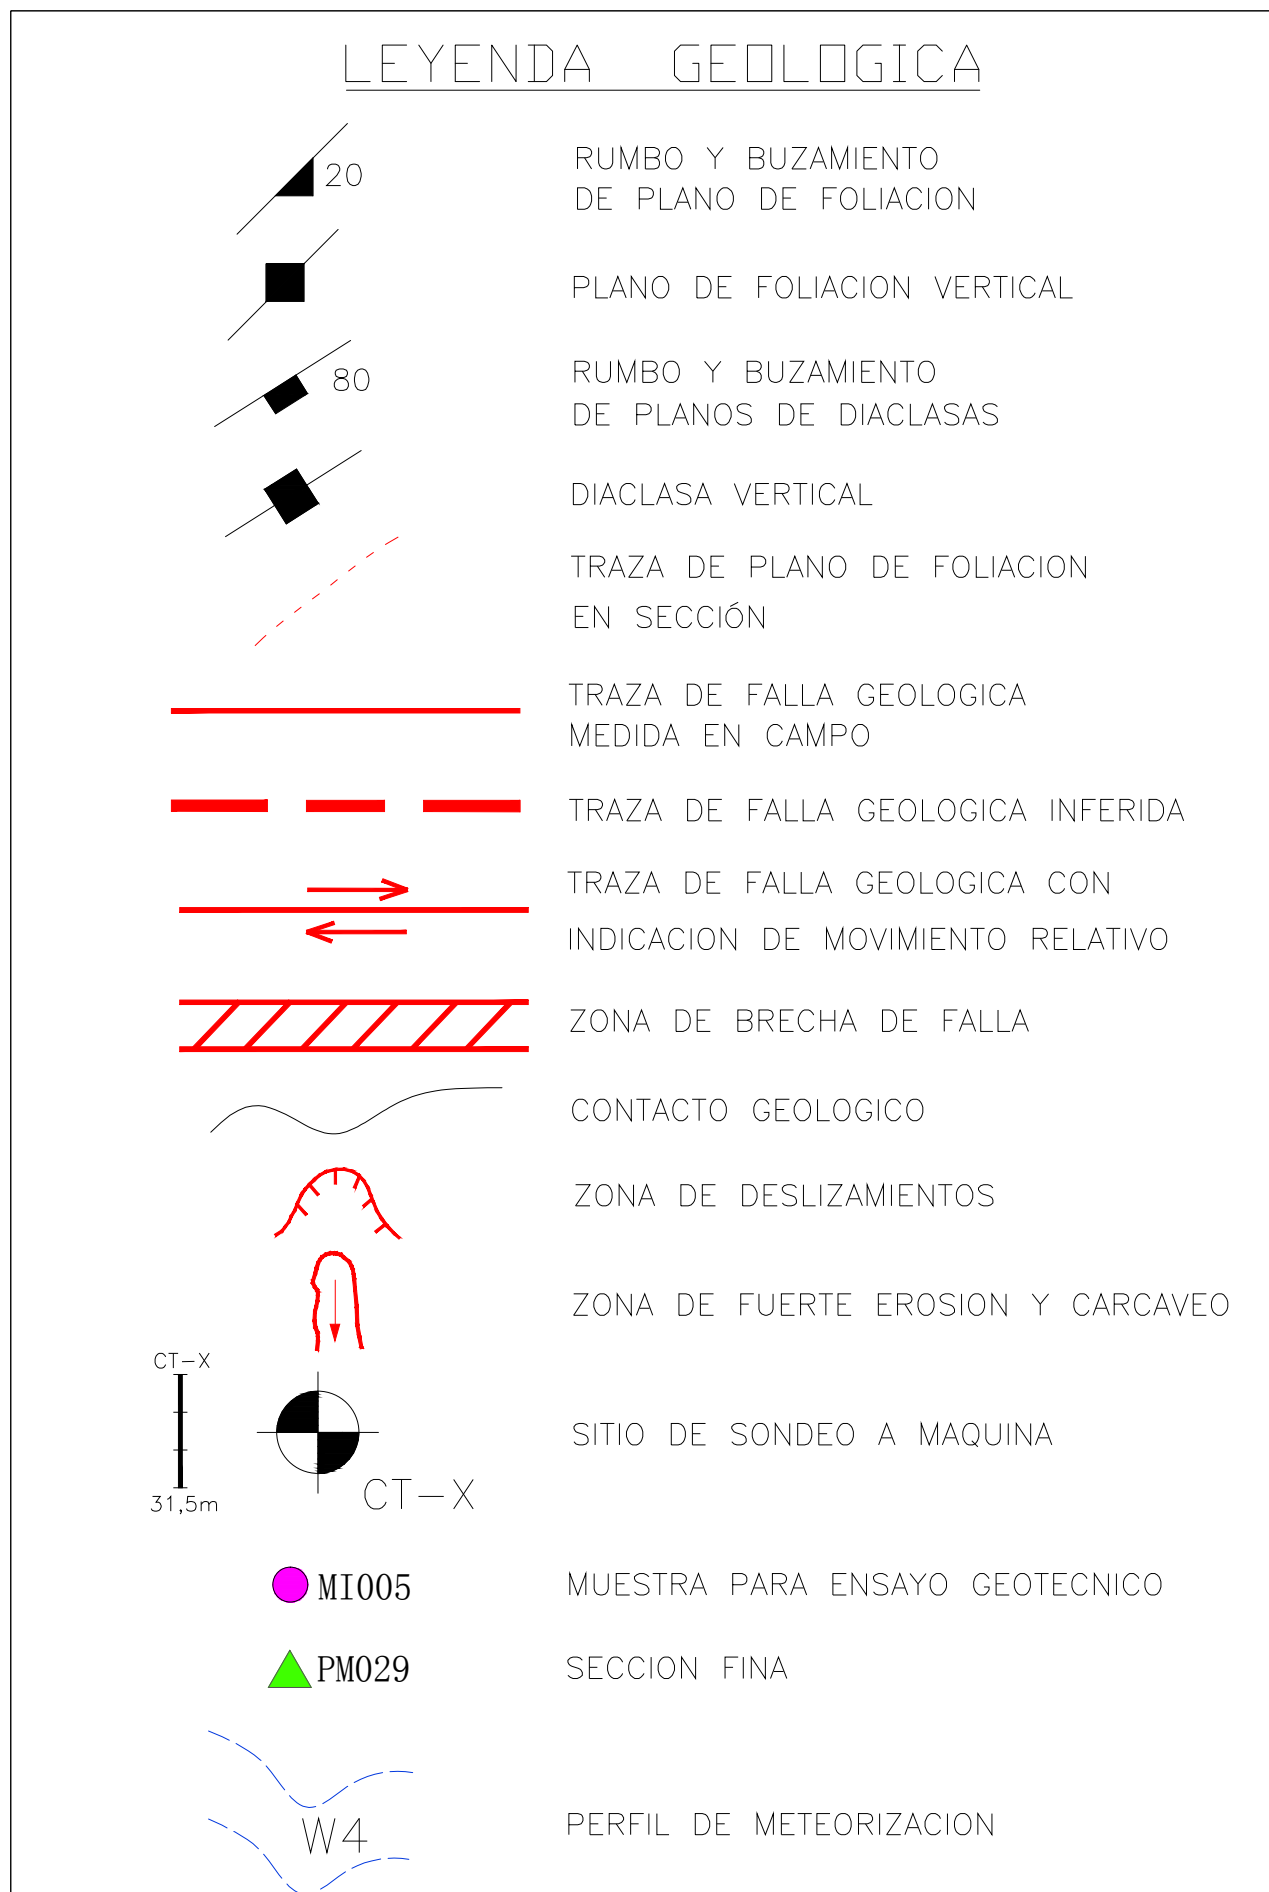 LEYENDA GEOLOGICA
20
RUMBO Y BUZAMIENTO
DE PLANO DE FOLIACION
PLANO DE FOLIACION VERTICAL
80
RUMBO Y BUZAMIENTO
DE PLANOS DE DIACLASAS
DIACLASA VERTICAL
TRAZA DE PLANO DE FOLIACION
EN SECCIÓN
TRAZA DE FALLA GEOLOGICA
MEDIDA EN CAMPO
TRAZA DE FALLA GEOLOGICA INFERIDA
TRAZA DE FALLA GEOLOGICA CON
INDICACION DE MOVIMIENTO RELATIVO
ZONA DE BRECHA DE FALLA
CONTACTO GEOLOGICO
ZONA DE DESLIZAMIENTOS
ZONA DE FUERTE EROSION Y CARCAVEO
CT-X
31,5m
CT-X
SITIO DE SONDEO A MAQUINA
MI005
MUESTRA PARA ENSAYO GEOTECNICO
PM029
SECCION FINA
W4
PERFIL DE METEORIZACION